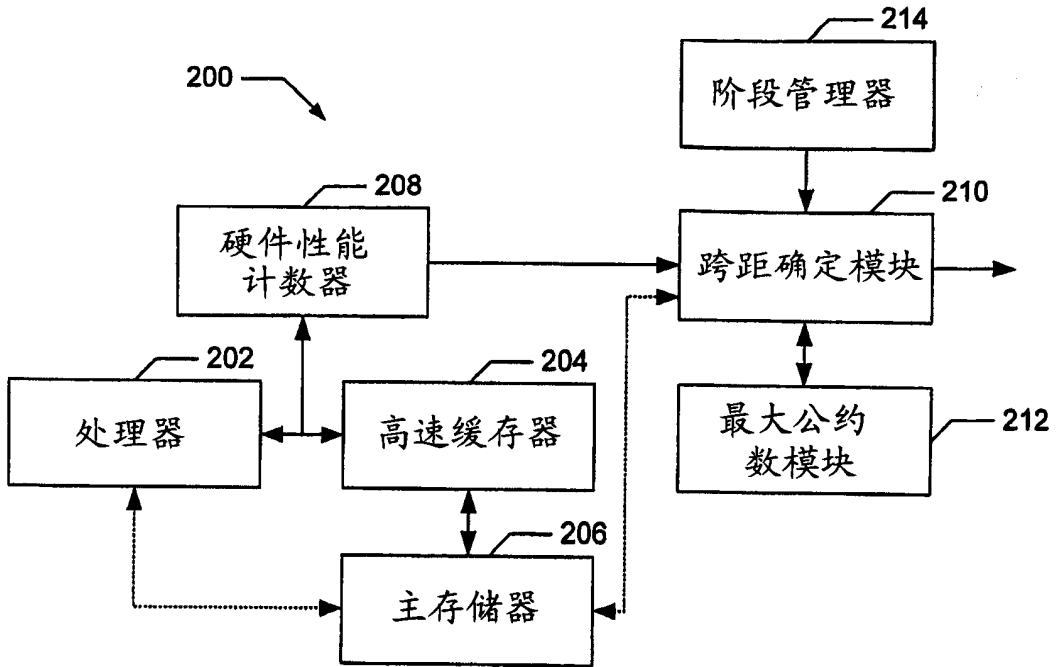 214
阶段管理器
200
208
硬件性能
计数器
210
跨距确定模块
202
处理器
204
高速缓存器
最大公约
数模块
212
206
主存储器